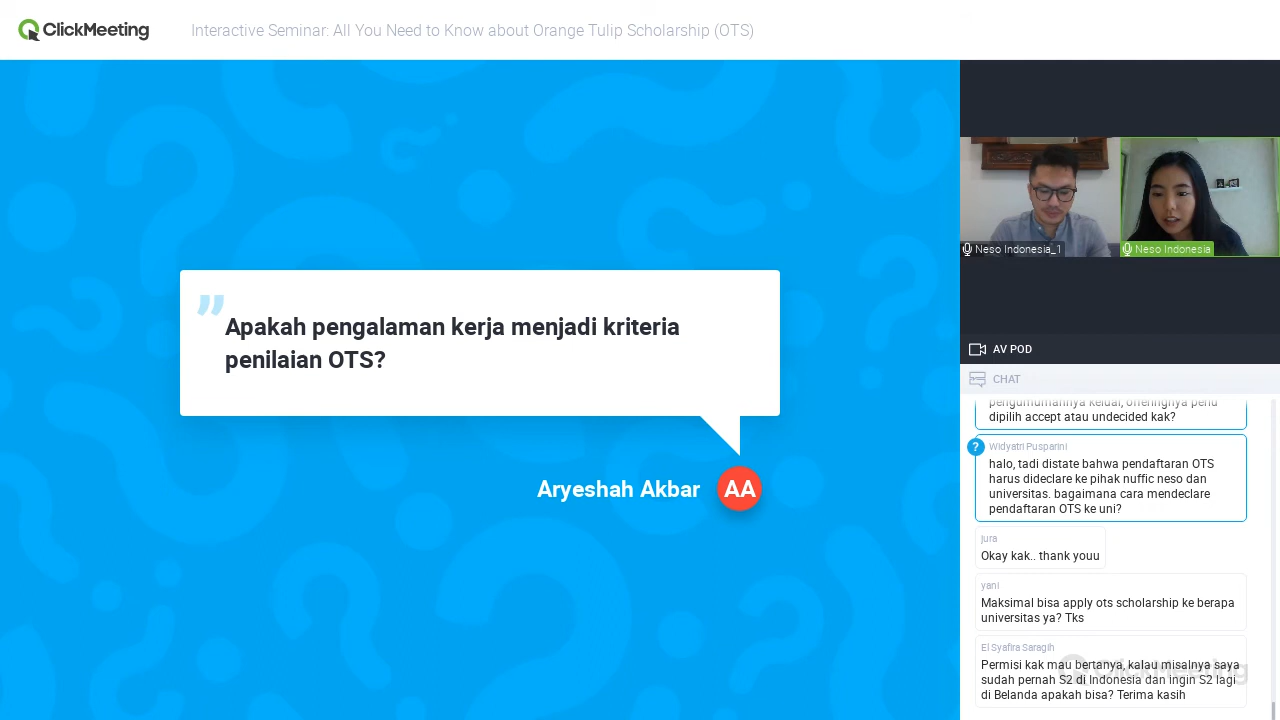 ClickMeeting
Interactive Seminar: All You Need to Know about Orange Tulip Scholarship (OTS)
Apakah pengalaman kerja menjadi kriteria
penilaian OTS?
Aryeshah Akbar
AA
Neso Indonesia_1
Neso Indonesia
AV POD
CHAT
pengumumannya keluar, offeringnya perlu
dipilih accept atau undecided kak?
?
Widyatri Pusparini
halo, tadi distate bahwa pendaftaran OTS
harus dideclare ke pihak nuffic neso dan
universitas. bagaimana cara mendeclare
pendaftaran OTS ke uni?
jura
Okay kak.. thank youu
yani
Maksimal bisa apply ots scholarship ke berapa
universitas ya? Tks
El Syafira Saragih
Permisi kak mau bertanya, kalau misalnya saya
sudah pernah S2 di Indonesia dan ingin S2 lagi
di Belanda apakah bisa? Terima kasih
ClickMeeting